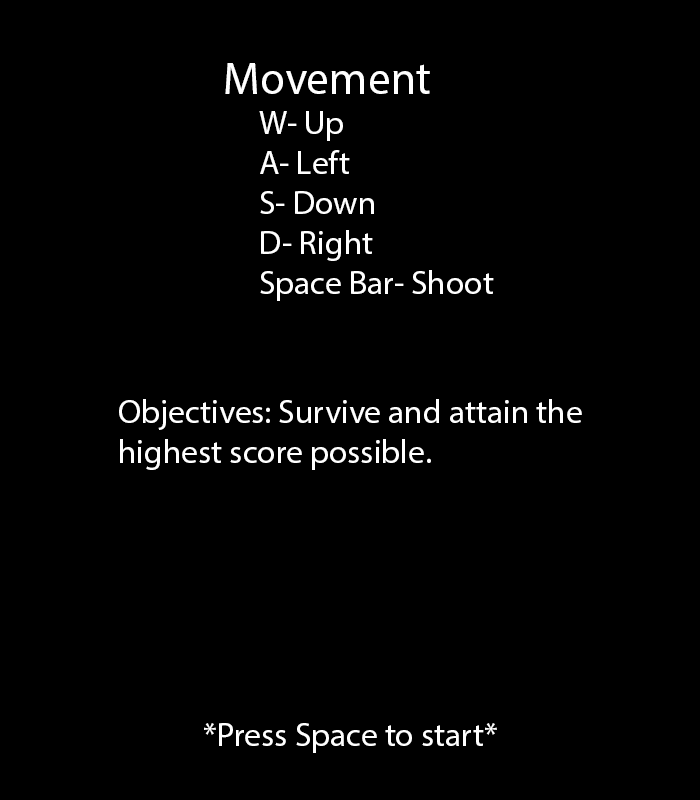 Movement
W- Up
A- Left
S- Down
D- Right
Space Bar- Shoot
Objectives: Survive and attain the
highest score possible.
*Press Space to start*